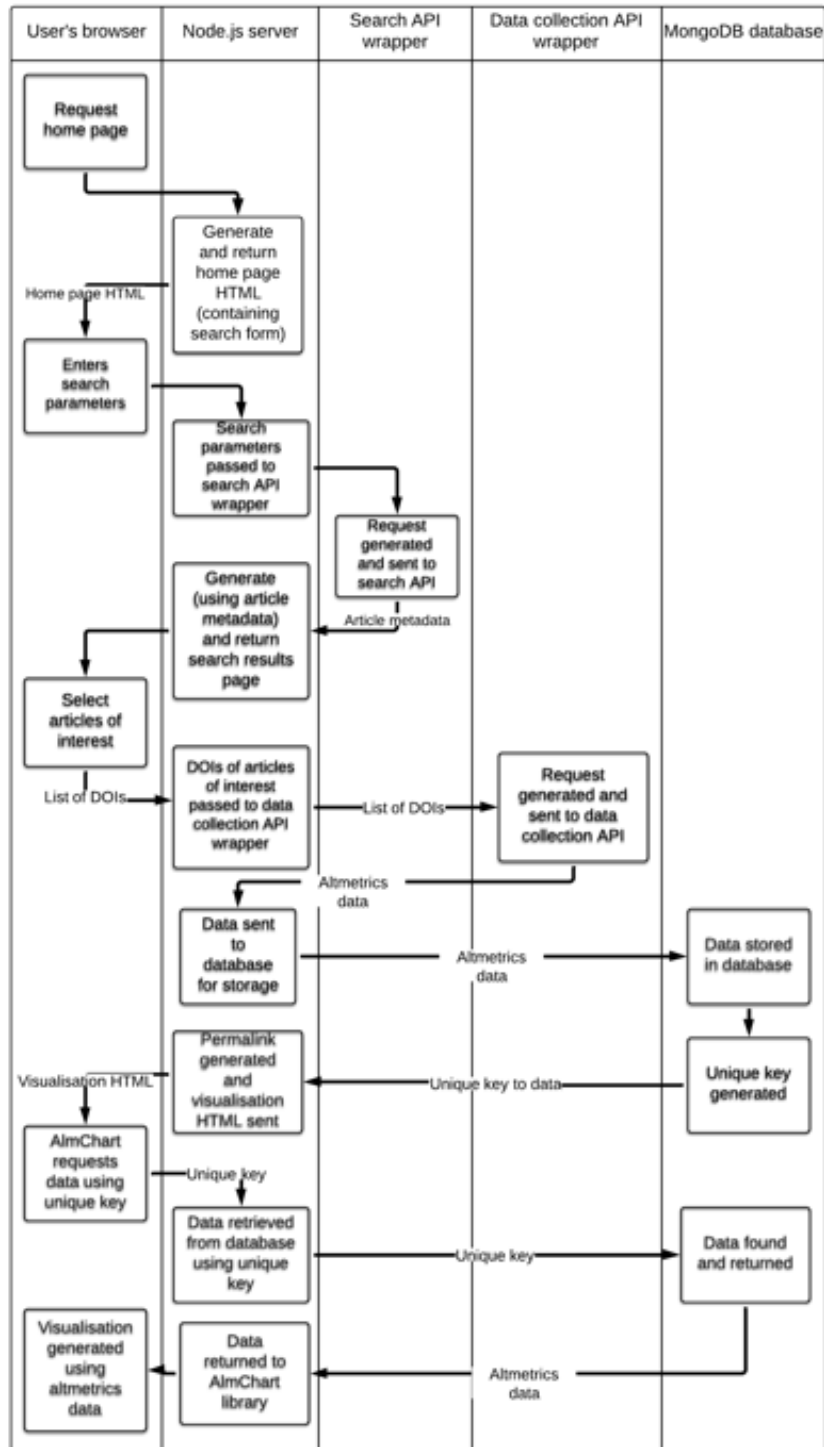 User's browser
Node.js server
Search API
wrapper
Data collection API
wrapper
MongoDB database
Request
home page
Generate
and return
home page
HTML
(containing
search form)
Home page HTML
Enters
search
parameters
Search
parameters
passed to
search API
wrapper
Request
generated
and sent to
search API
Article metadata
Generate
(using article
metadata)
and return
search results
page
Select
articles of
interest
List of DOIs
DOIs of articles
of interest
passed to data
collection API
wrapper
List of DOIs
Request
generated and
sent to data
collection API
Altmetrics
data
Data sent
to
database
for storage
Altmetrics
data
Data stored
in database
Unique key
generated
Unique key to data
Permalink
generated
and
visualisation
HTML sent
Visualisation HTML
AlmChart
requests
data using
unique key
Unique key
Data retrieved
from database
using unique
key
Unique key
Data found
and returned
Altmetrics
data
Data
returned to
AlmChart
library
Visualisation
generated
using
altmetrics
data